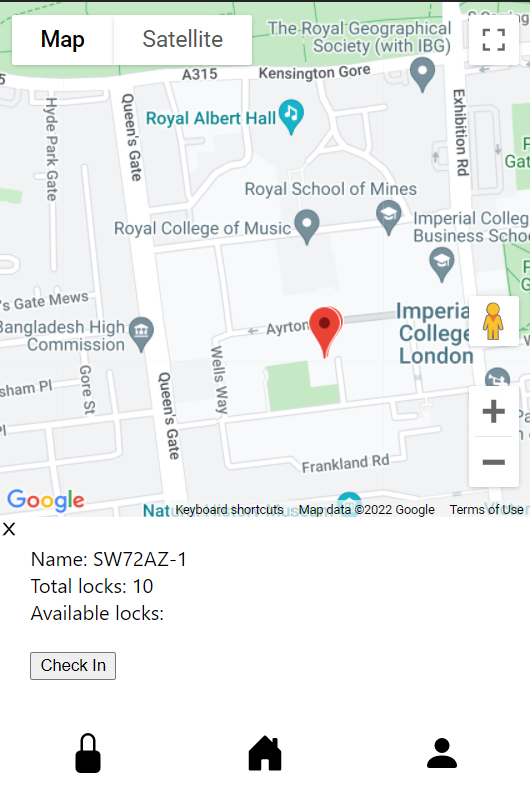 Map
Satellite
The Royal Geographical
Society (with IBG)
A315
Kensington Gore
Hyde Park Gate
Queen's Gate
Exhibition Rd
Royal Albert Hall
Royal School of Mines
Royal College of Music
Imperial Colleg
Business Schoo
's Gate Mews
Bangladesh High
Commission
← Ayrton
Imperia
College
London
sham Pl
Gore St
Wells Way
Queen's Gate
Frankland Rd
Google
Keyboard shortcuts
Map data ©2022 Google
Terms of Use
X
Name: SW72AZ-1
Total locks: 10
Available locks:
Check In